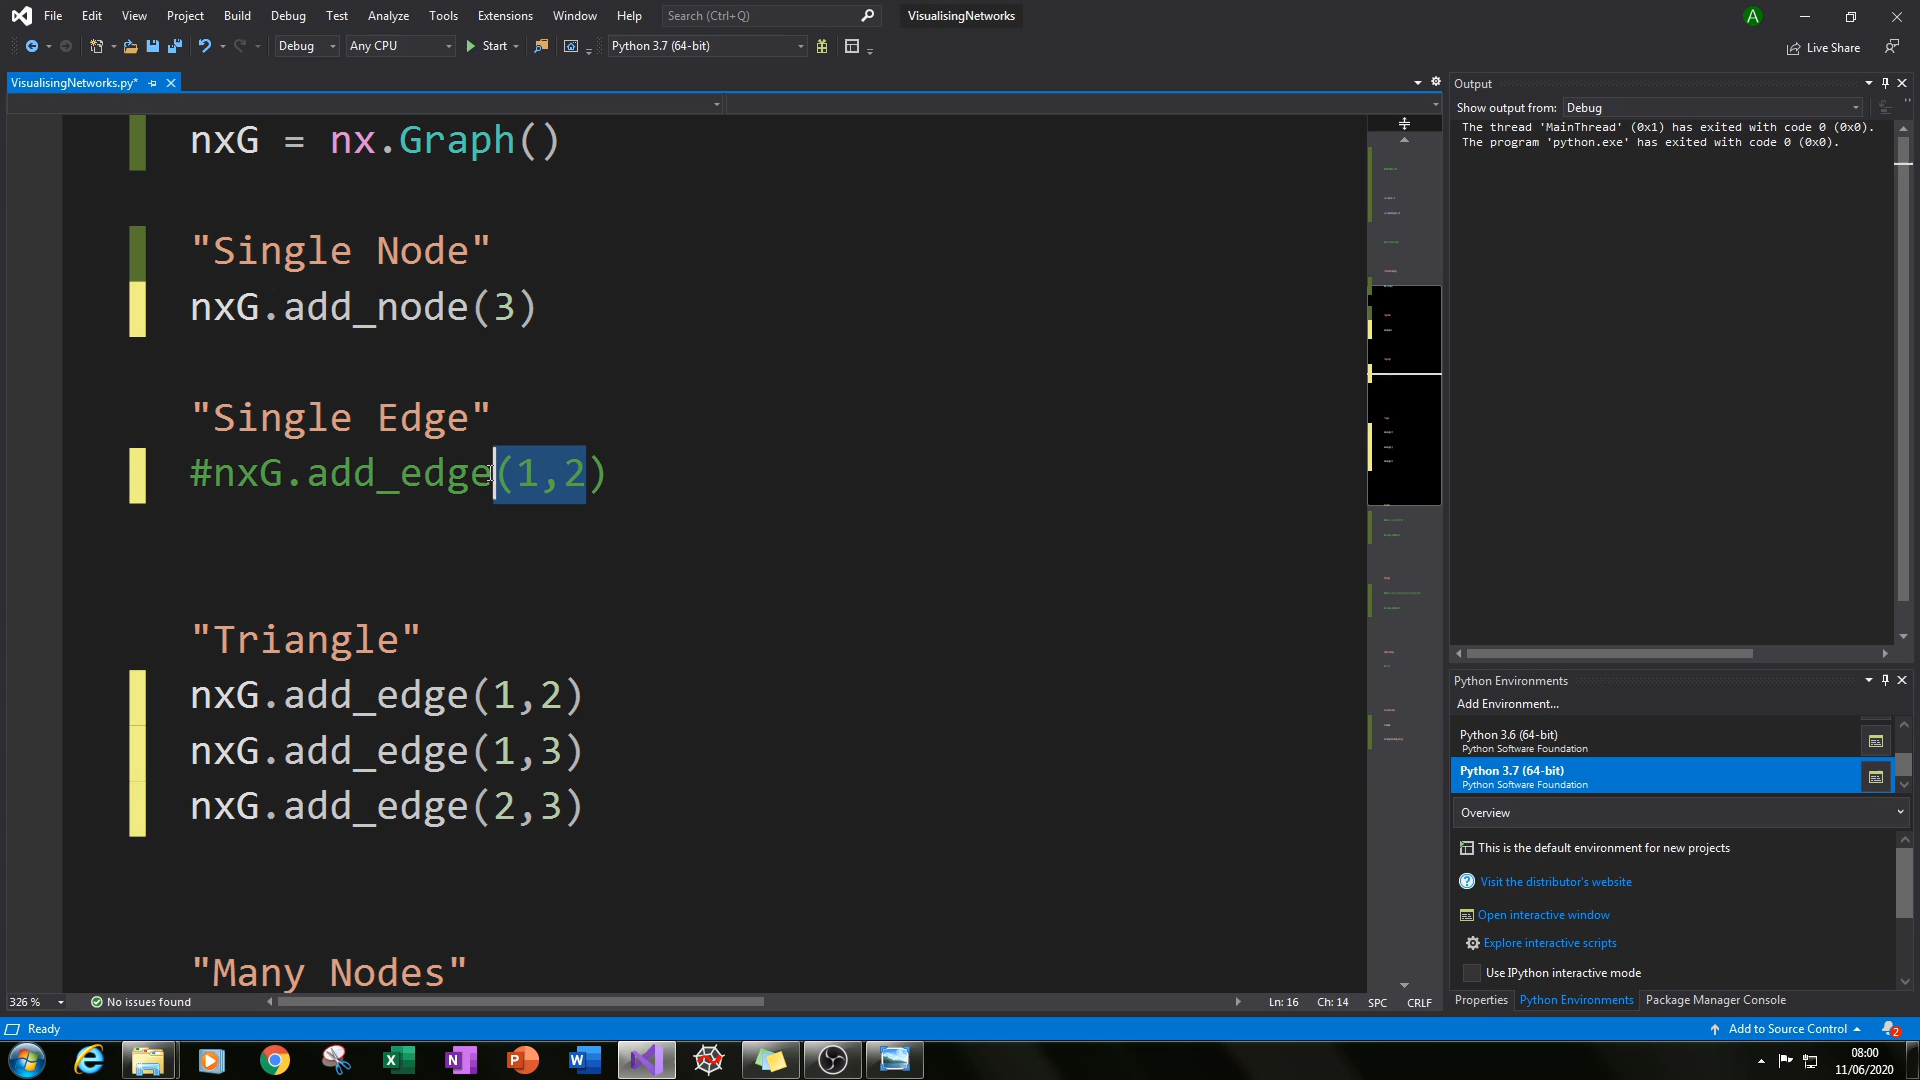 File Edit View Project Build Debug Test Analyze Tools Extensions Window Help Search (Ctrl+Q) VisualisingNetworks A
Debug Any CPU Start Python 3.7 (64-bit) Live Share
VisualisingNetworks.py*
nxG = nx.Graph()
"Single Node"
nxG.add_node(3)
"Single Edge"
#nxG.add_edge(1,2)
"Triangle"
nxG.add_edge(1,2)
nxG.add_edge(1,3)
nxG.add_edge(2,3)
"Many Nodes"
326 % No issues found Ln: 16 Ch: 14 SPC CRLF
Output
Show output from: Debug
The thread 'MainThread' (0x1) has exited with code 0 (0x0).
The program 'python.exe' has exited with code 0 (0x0).
Python Environments
Add Environment...
Python 3.6 (64-bit)
Python Software Foundation
Python 3.7 (64-bit)
Python Software Foundation
Overview
This is the default environment for new projects
Visit the distributor's website
Open interactive window
Explore interactive scripts
Use IPython interactive mode
Properties Python Environments Package Manager Console
Ready Add to Source Control 2
08:00
11/06/2020